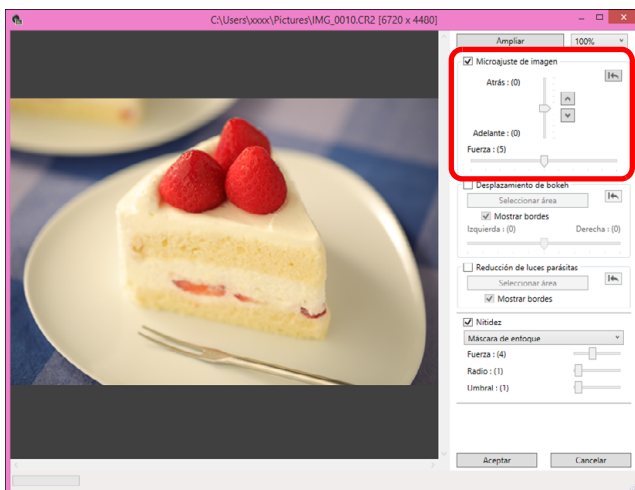 C:\Users\xxxx\Pictures\IMG_0010.CR2 [6720 x 4480]
Ampliar 100%
Microajuste de imagen
Atrás : (0)
Adelante : (0)
Fuerza : (5)
Desplazamiento de bokeh
Seleccionar área
Mostrar bordes
Izquierda : (0) Derecha : (0)
Reducción de luces parásitas
Seleccionar área
Mostrar bordes
Nitidez
Máscara de enfoque
Fuerza : (4)
Radio : (1)
Umbral : (1)
Aceptar Cancelar